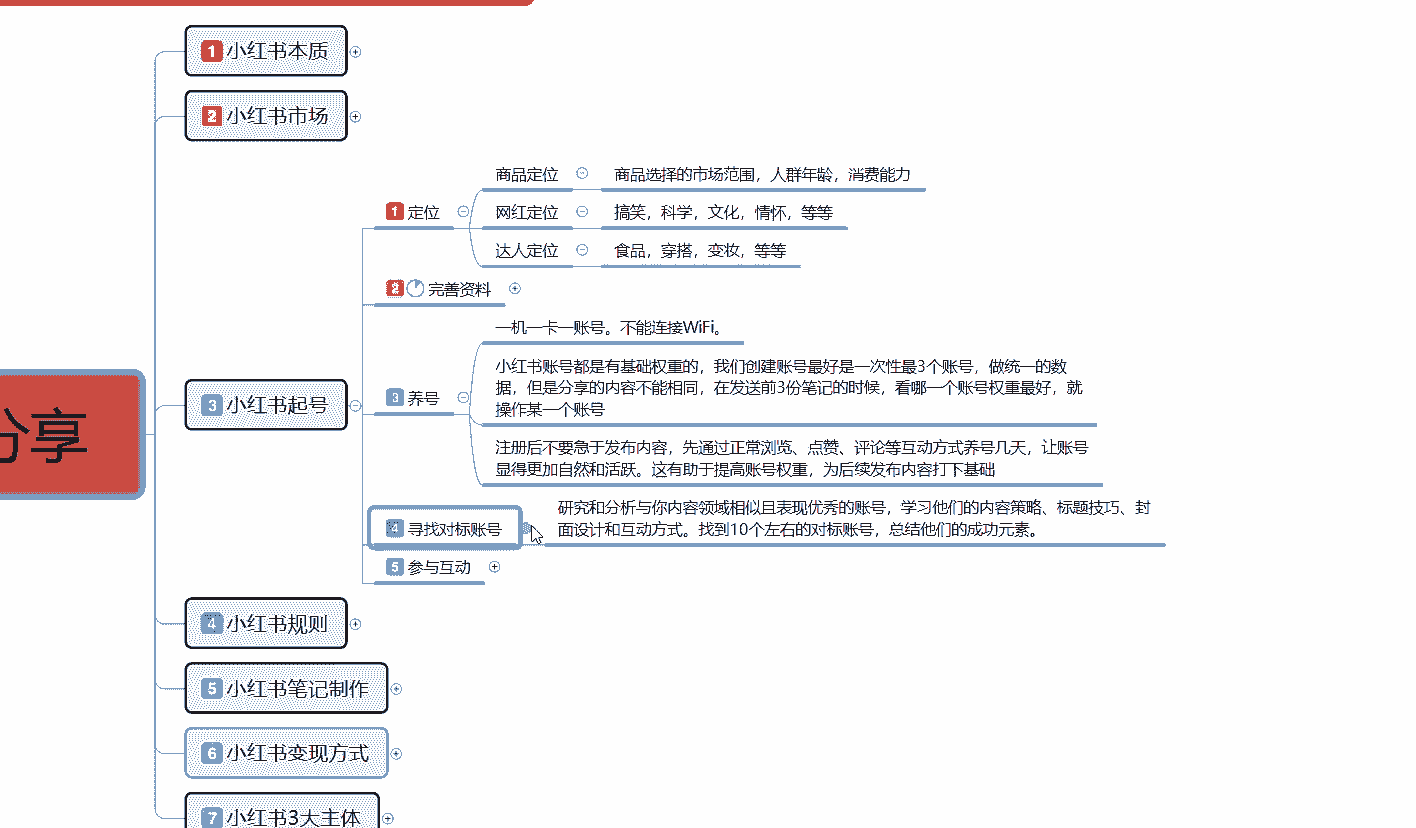 1 小红书本质
2 小红书市场
商品定位
商品选择的市场范围，人群年龄，消费能力
1 定位
网红定位
搞笑，科学，文化，情怀，等等
达人定位
食品，穿搭，变妆，等等
2 完善资料
一机一卡一账号。不能连接WiFi。
小红书账号都是有基础权重的，我们创建账号最好是一次性最3个账号，做统一的数
据，但是分享的内容不能相同，在发送前3份笔记的时候，看哪一个账号权重最好，就
操作某一个账号
3 养号
3 小红书起号
分享
注册后不要急于发布内容，先通过正常浏览、点赞、评论等互动方式养号几天，让账号
显得更加自然和活跃。这有助于提高账号权重，为后续发布内容打下基础
4 寻找对标账号
研究和分析与你内容领域相似且表现优秀的账号，学习他们的内容策略、标题技巧、封
面设计和互动方式。找到10个左右的对标账号，总结他们的成功元素。
5 参与互动
4 小红书规则
5 小红书笔记制作
6 小红书变现方式
7 小红书3大主体